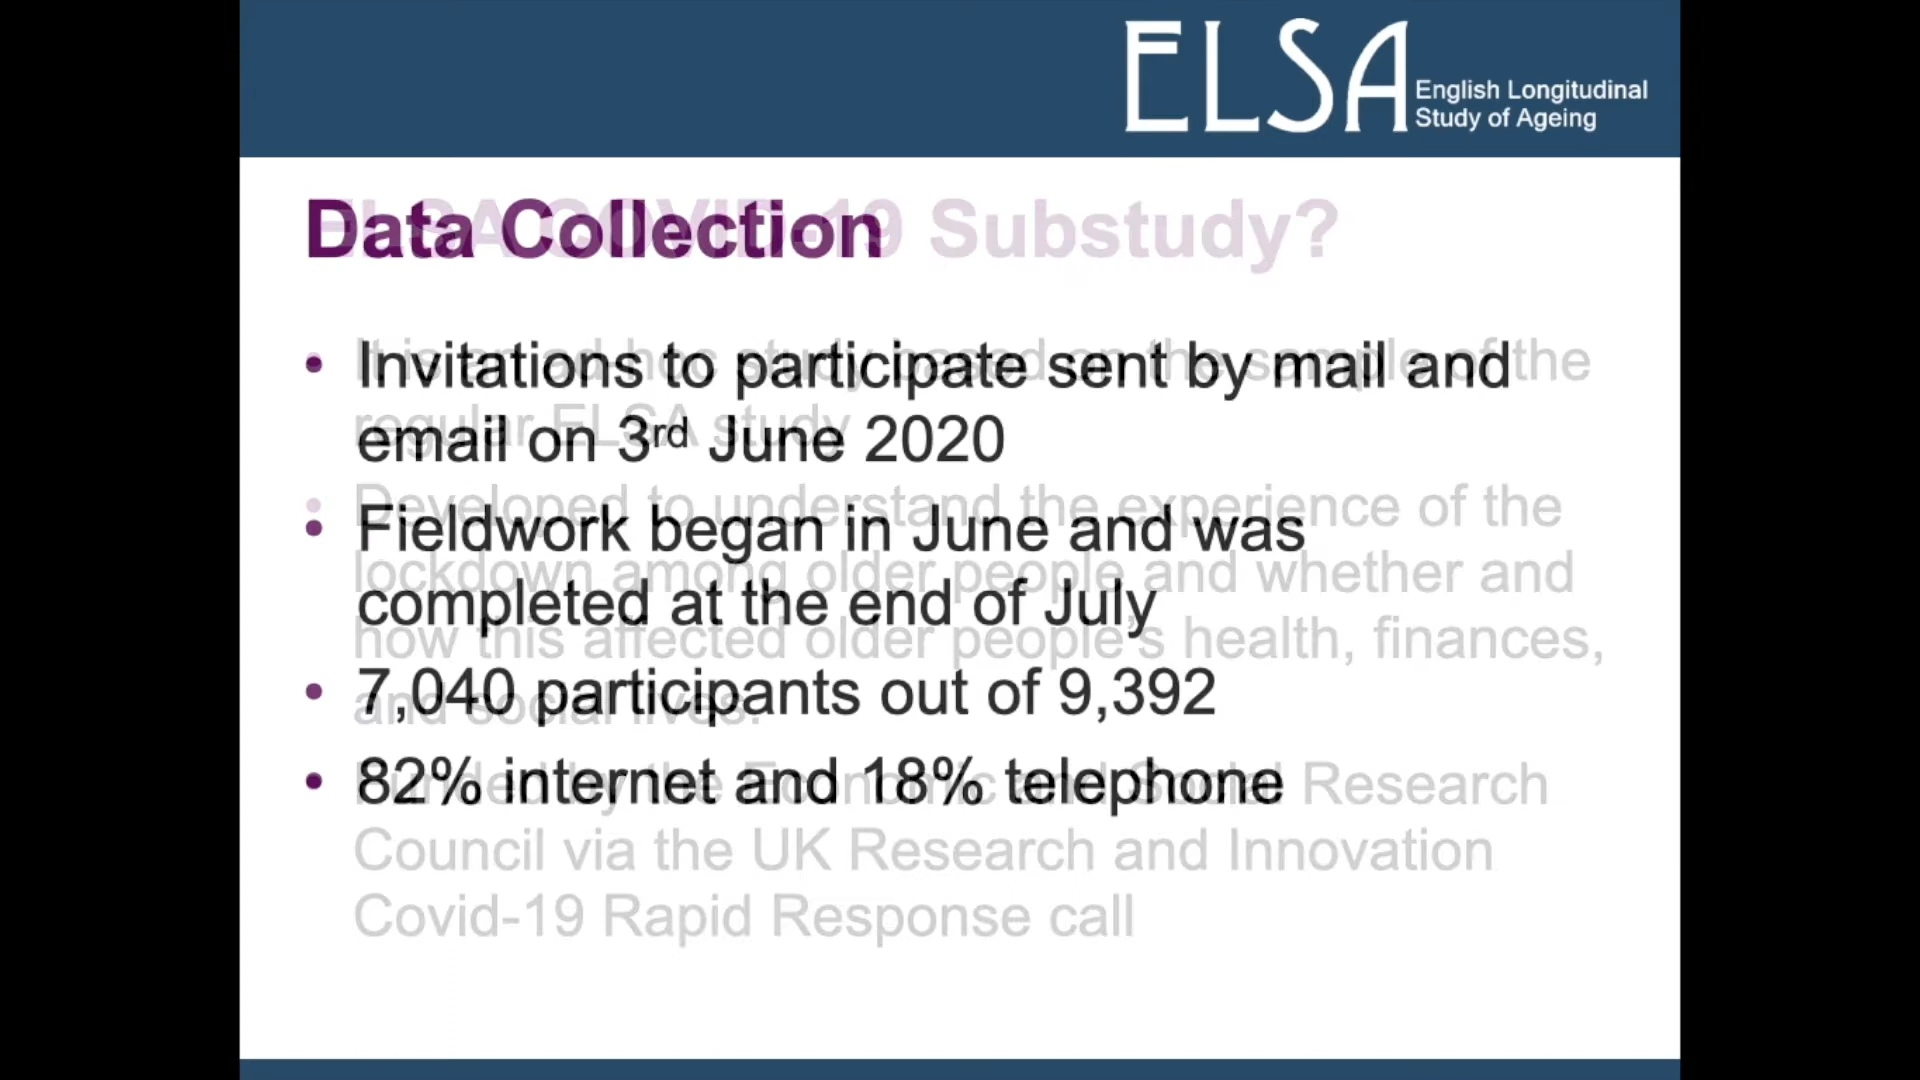 ELSA
English Longitudinal
Study of Ageing
Data Collection
ELSA COVID-19 Substudy?
• Invitations to participate sent by mail and
email on 3rd June 2020
• Fieldwork began in June and was
completed at the end of July
• 7,040 participants out of 9,392
• 82% internet and 18% telephone
It is an ad-hoc study based on the sample of the
regular ELSA study
• Developed to understand the experience of the
lockdown among older people and whether and
how this affected older people's health, finances,
and social lives.
Funded by the Economic and Social Research
Council via the UK Research and Innovation
Covid-19 Rapid Response call